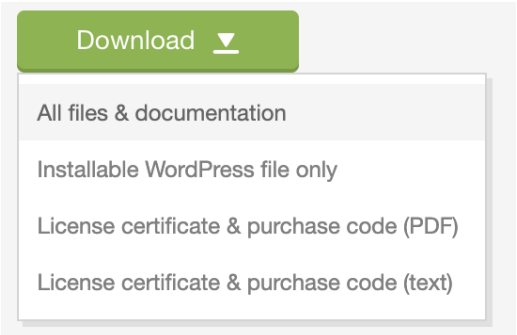 Download
All files & documentation
Installable WordPress file only
License certificate & purchase code (PDF)
License certificate & purchase code (text)